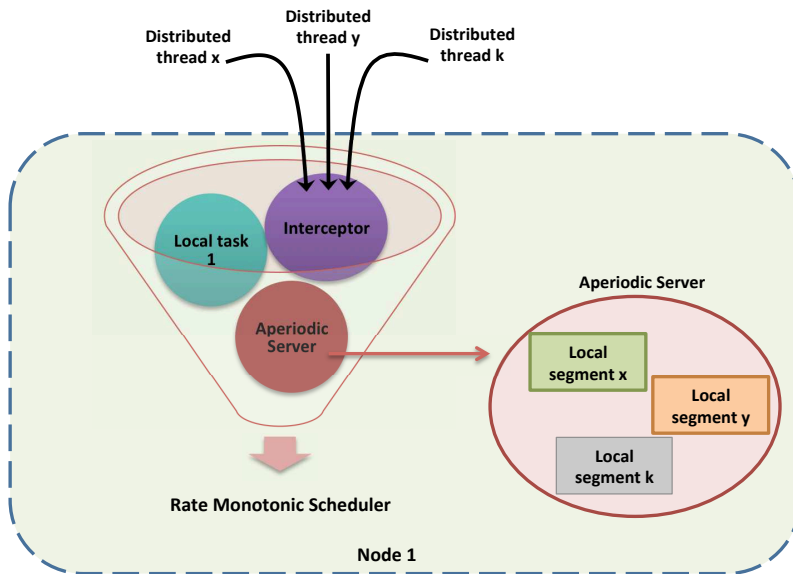 Distributed
thread x
Distributed
thread y
Distributed
thread k
Local task
1
Interceptor
Aperiodic
Server
Aperiodic Server
Local
segment x
Local
segment y
Local
segment k
Rate Monotonic Scheduler
Node 1